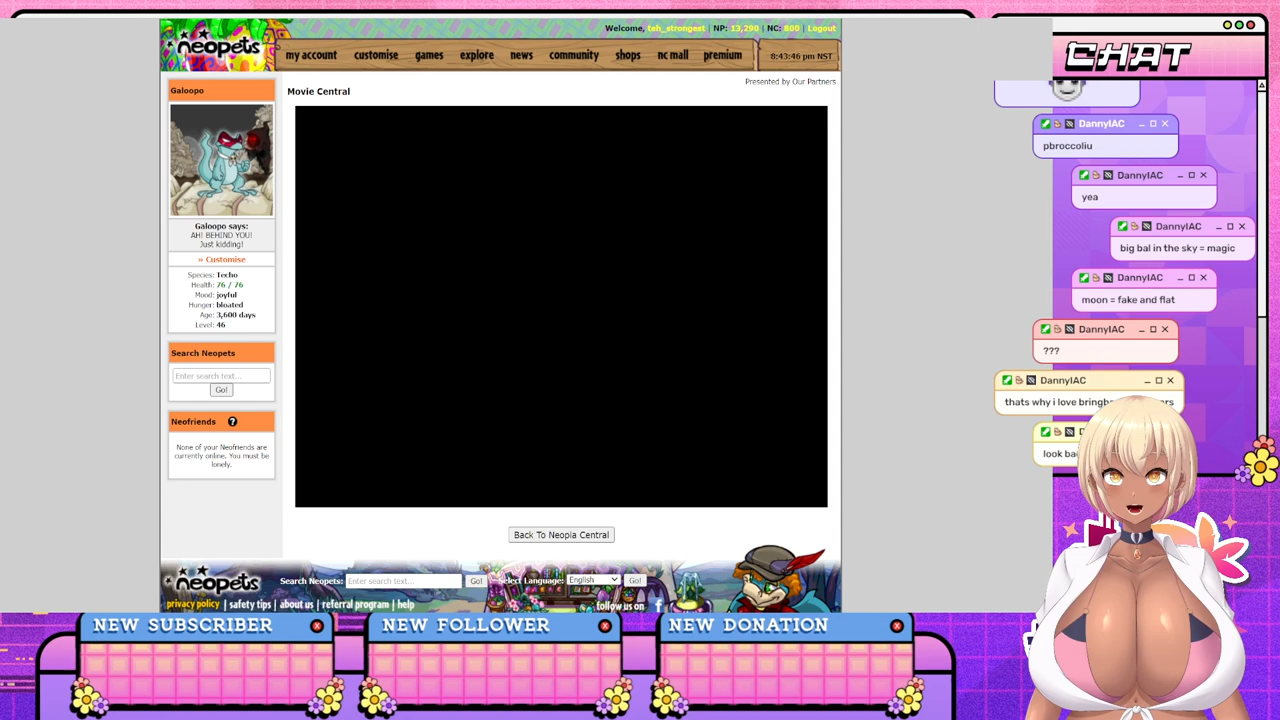 Welcome, teh_strongest | NP: 13,290 | NC: 800 | Logout
neopets
my account customise games explore news community shops nc mall premium 8:43:46 pm NST
Presented by Our Partners
Galoopo
Movie Central
Galoopo says:
AH! BEHIND YOU!
Just kidding!
» Customise
Species: Techo
Health: 76 / 76
Mood: joyful
Hunger: bloated
Age: 3,600 days
Level: 46
Search Neopets
Enter search text...
Go!
Neofriends ?
None of your Neofriends are
currently online. You must be
lonely.
Back To Neopia Central
neopets
Search Neopets: Enter search text... Go! Select Language: English Go!
privacy policy | safety tips | about us | referral program | help
follow us on f
CHAT
DannyIAC
pbroccoliu
DannyIAC
yea
DannyIAC
big bal in the sky = magic
DannyIAC
moon = fake and flat
DannyIAC
???
DannyIAC
thats why i love
look
NEW SUBSCRIBER
NEW FOLLOWER
NEW DONATION